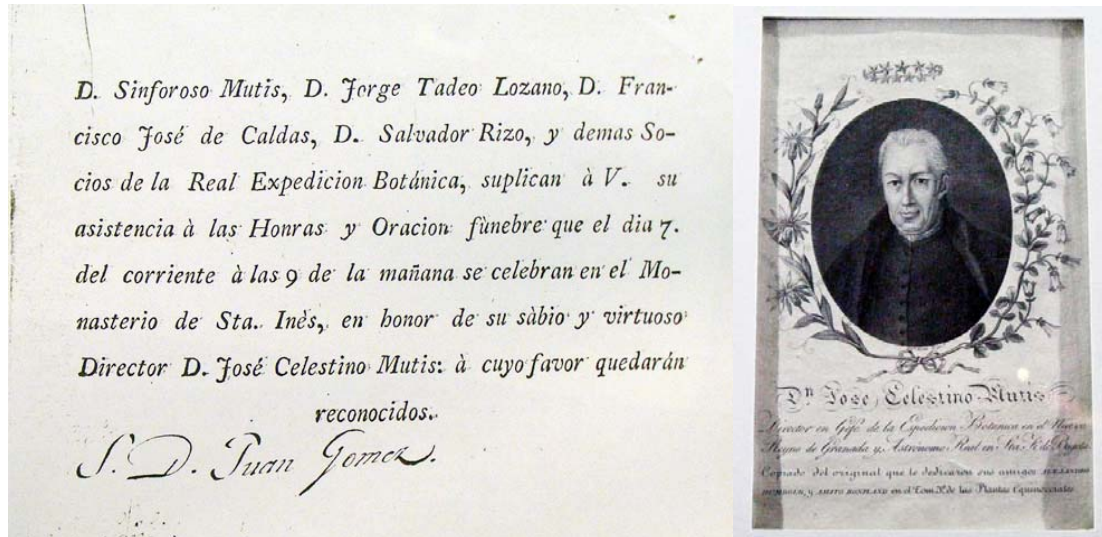 D. Sinforoso Mutis, D. Jorge Tadeo Lozano, D. Fran-
cisco José de Caldas, D. Salvador Rizo, y demas So-
cios de la Real Expedicion Botánica, suplican à V. su
asistencia à las Honras y Oracion fùnebre que el dia 7.
del corriente à las 9 de la mañana se celebran en el Mo-
nasterio de Sta. Inès, en honor de su sàbio y virtuoso
Director D. José Celestino Mutis: à cuyo favor quedarán
reconocidos.
S. D. Juan Gomez.
Dn Jose Celestino Mutis
Director en Gefe de la Expedicion Botanica en el Nuevo
Reyno de Granada y Astronomo Real en Sta. Fe de Bogota
Copiado del original que le dedicaron sus amigos
y en el Tom. de las Plantas Equinocciales